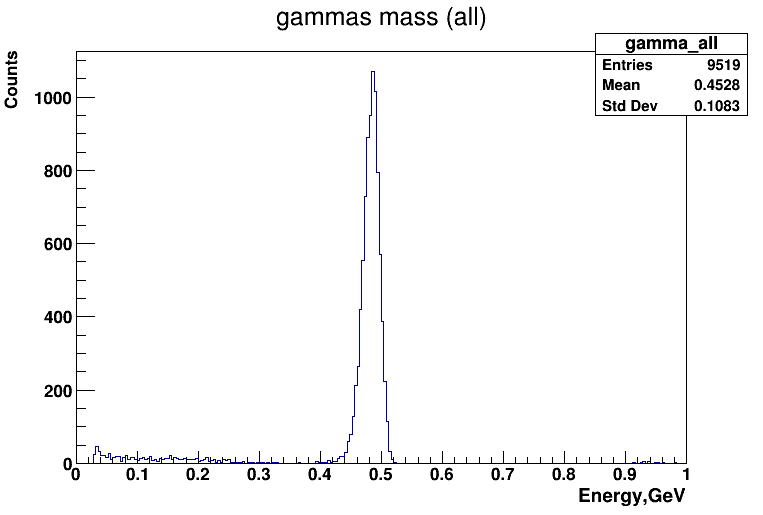 gammas mass (all)
gamma_all
Entries 9519
Mean 0.4528
Std Dev 0.1083
Counts
1000
800
600
400
200
0
0 0.1 0.2 0.3 0.4 0.5 0.6 0.7 0.8 0.9 1
Energy,GeV